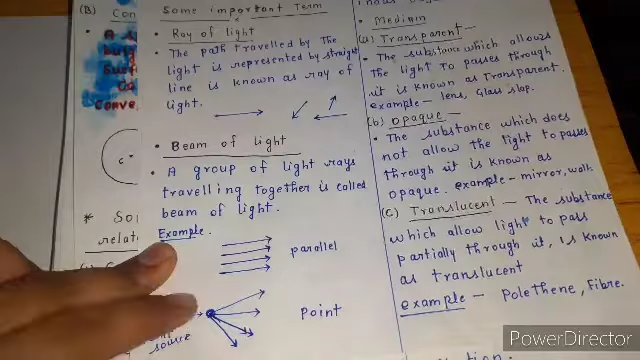 (B) Con
A s
Conve
C
* Som
relati
Some important Term
• Ray of light
• The path travelled by the
light is represented by straight
line is known as ray of
light.
• Beam of light
• A group of light rays
travelling together is called
beam of light.
Example.
parallel
point
source
• Medium
(a) Transparent —
• The substance which allows
the light to passes through
it is known as Transparent.
example - lens, Glass slap.
(b) opaque —
• The substance which does
not allow the light to passes
through it is known as
opaque. example - mirror, wall
(C) Translucent - The substance
which allow light to pass
partially through it, is known
as translucent
example - Polethene, Fibre.
PowerDirector